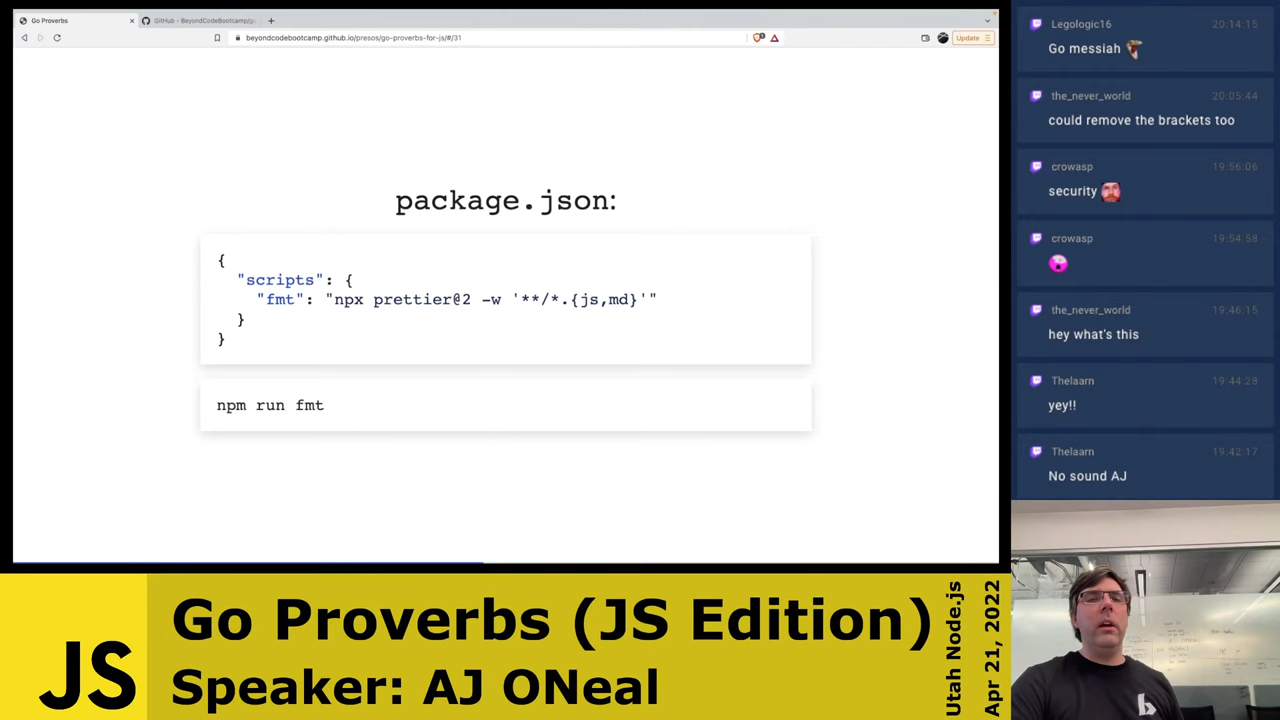 Go Proverbs
GitHub - BeyondCodeBootcamp/g
beyondcodebootcamp.github.io/presos/go-proverbs-for-js/#/31
Update
package.json:
{
"scripts": {
"fmt": "npx prettier@2 -w '**/*.{js,md}'"
}
}
npm run fmt
Legologic16 20:14:15
Go messiah
the_never_world 20:05:44
could remove the brackets too
crowasp 19:56:06
security
crowasp 19:54:58
the_never_world 19:46:15
hey what's this
Thelaarn 19:44:28
yey!!
Thelaarn 19:42:17
No sound AJ
JS
Go Proverbs (JS Edition)
Speaker: AJ ONeal
Utah Node.js
Apr 21, 2022
b